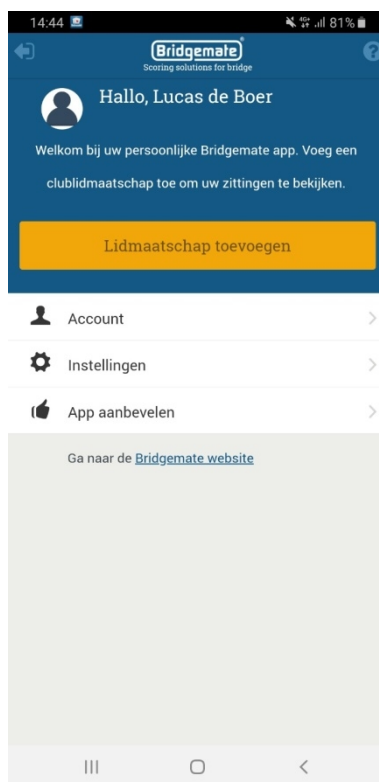 14:44 4G+ 81%
Bridgemate
Scoring solutions for bridge
?
Hallo, Lucas de Boer
Welkom bij uw persoonlijke Bridgemate app. Voeg een
clublidmaatschap toe om uw zittingen te bekijken.
Lidmaatschap toevoegen
Account
Instellingen
App aanbevelen
Ga naar de Bridgemate website